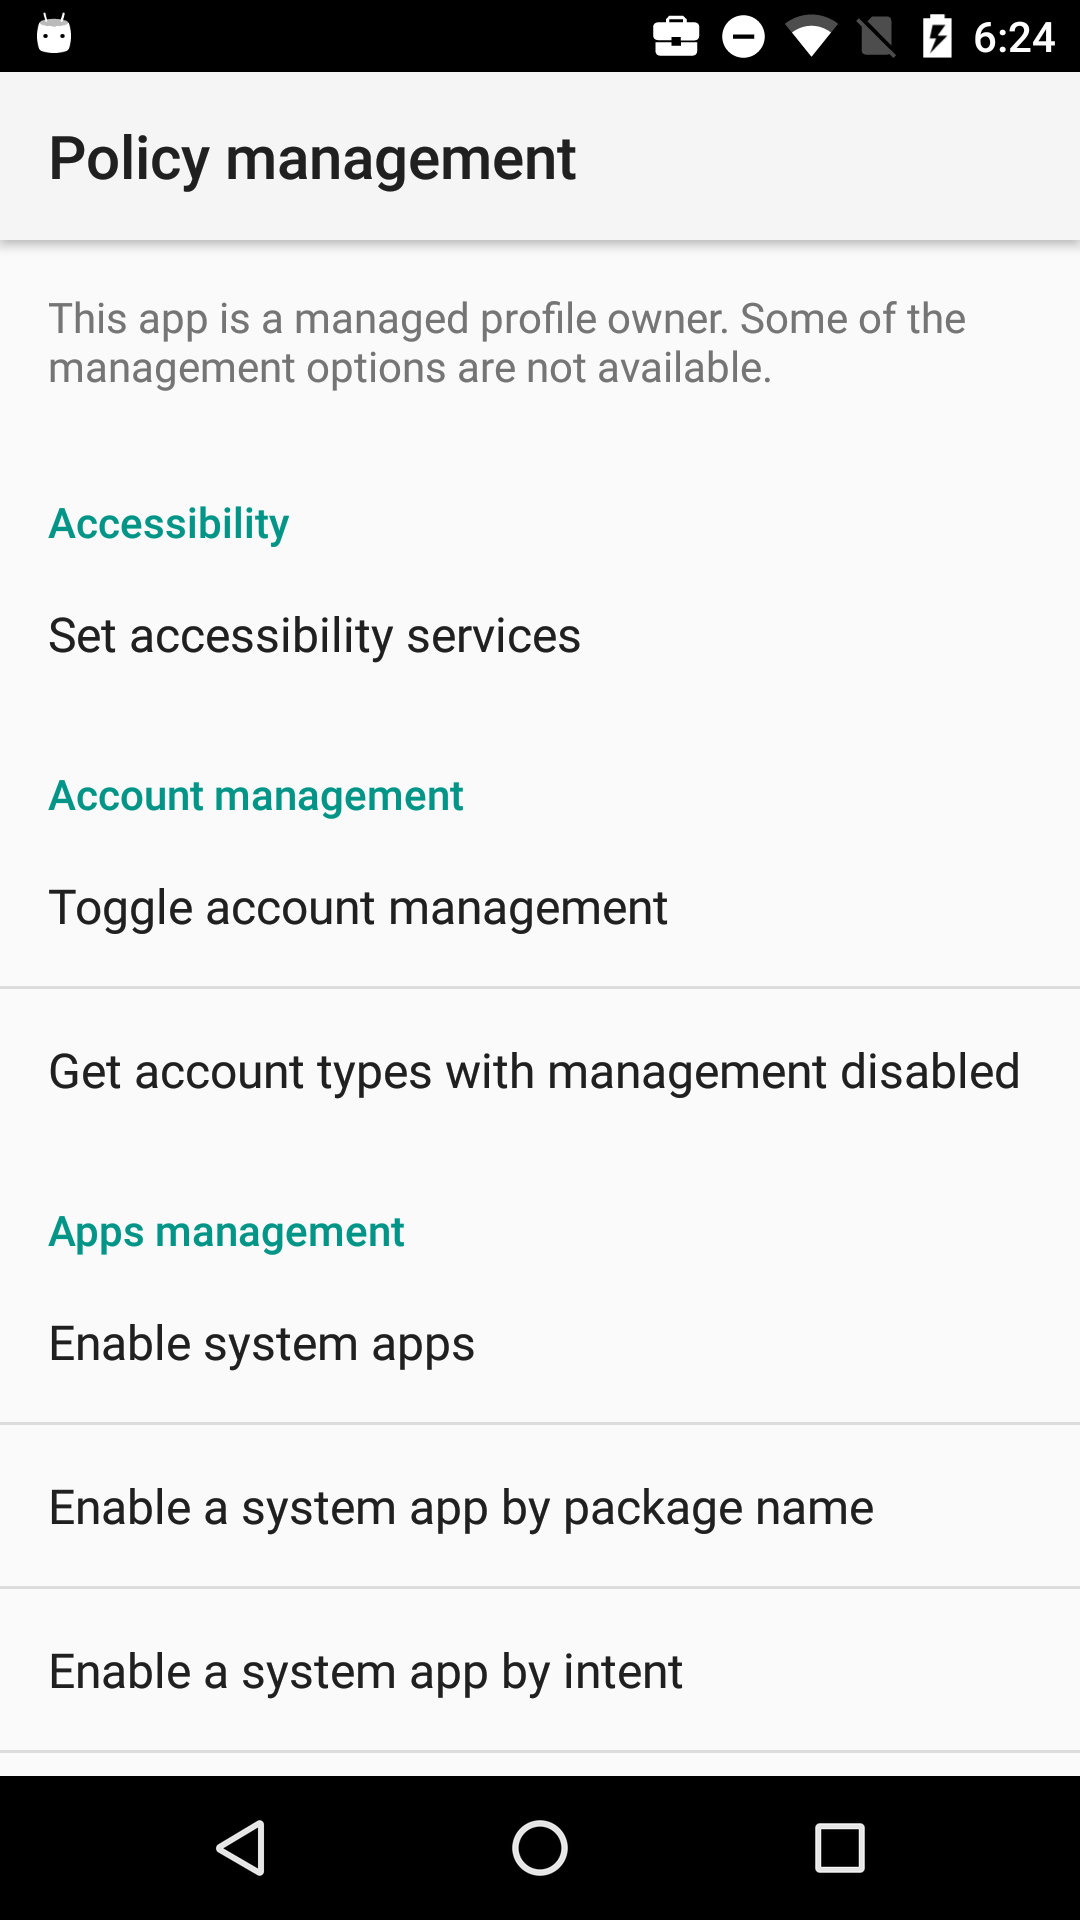 6:24
Policy management
This app is a managed profile owner. Some of the
management options are not available.
Accessibility
Set accessibility services
Account management
Toggle account management
Get account types with management disabled
Apps management
Enable system apps
Enable a system app by package name
Enable a system app by intent